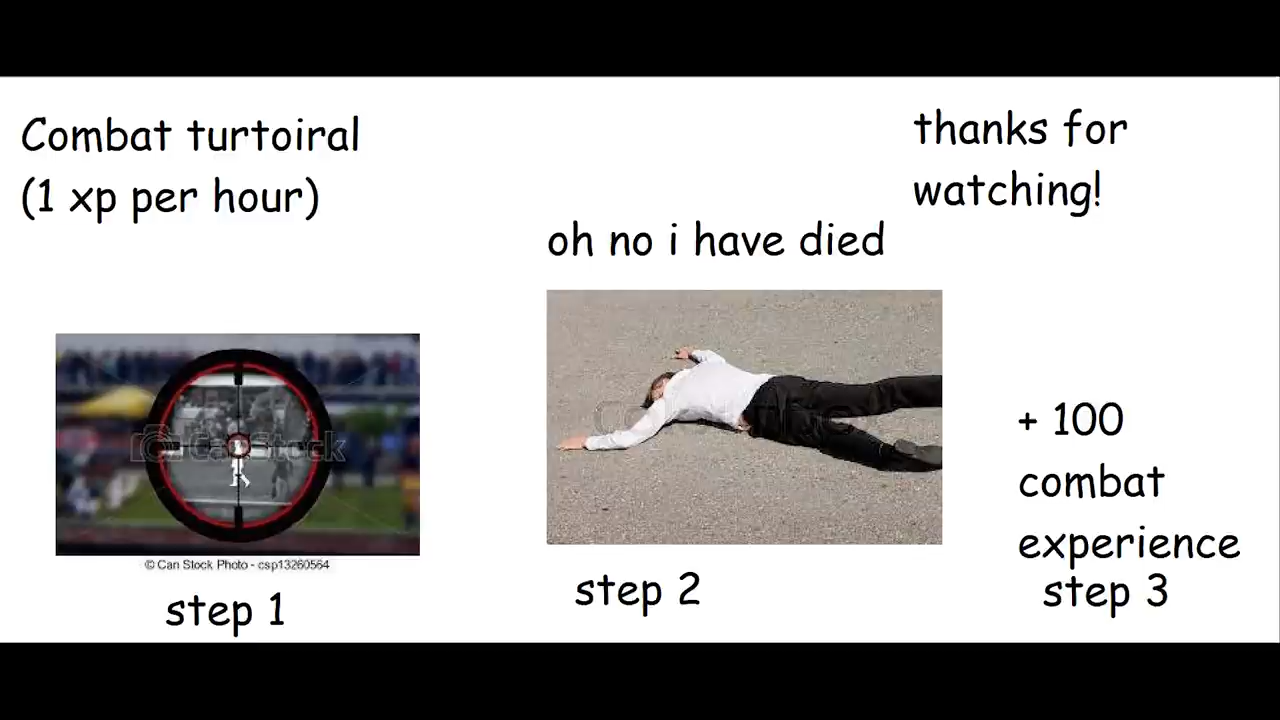 Combat turtoiral
(1 xp per hour)
thanks for
watching!
oh no i have died
CanStock
© Can Stock Photo - csp13260564
+ 100
combat
experience
step 1
step 2
step 3